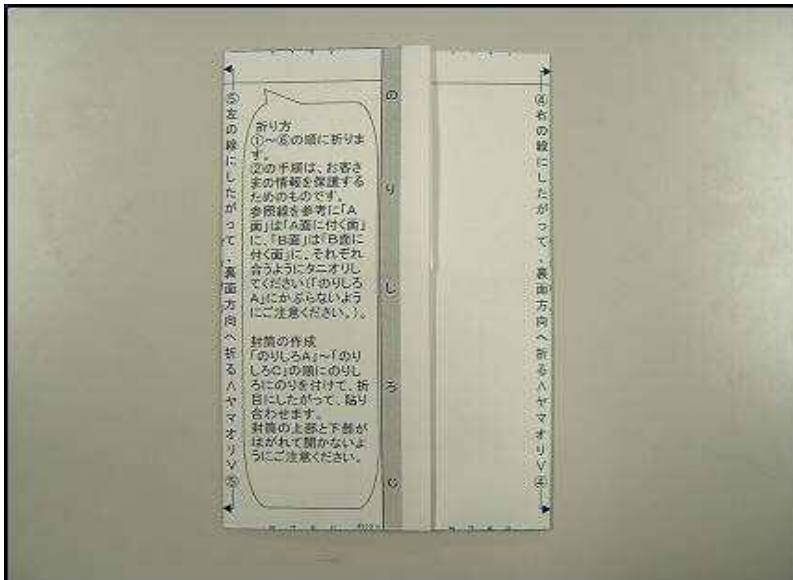 ⑤左の線にしたがって、裏面方向へ折る<ヤマオリ>⑤
折り方
①～⑥の順に折りま
す。
②の手順は、お客さ
まの情報を保護する
ためのものです。
参照線を参考に「A
面」は「A面に付く面」
に、「B面」は「B面に
付く面」に、それぞれ
合うようにタニオリし
てください(「のりしろ
A」にかぶらないよう
にご注意ください。)。
封筒の作成
「のりしろA」～「のり
しろC」の順にのりし
ろにのりを付けて、折
目にしたがって、貼り
合わせます。
封筒の上部と下部が
はがれて開かないよ
うにご注意ください。
のりしろC
④右の線にしたがって、裏面方向へ折る<ヤマオリ>④